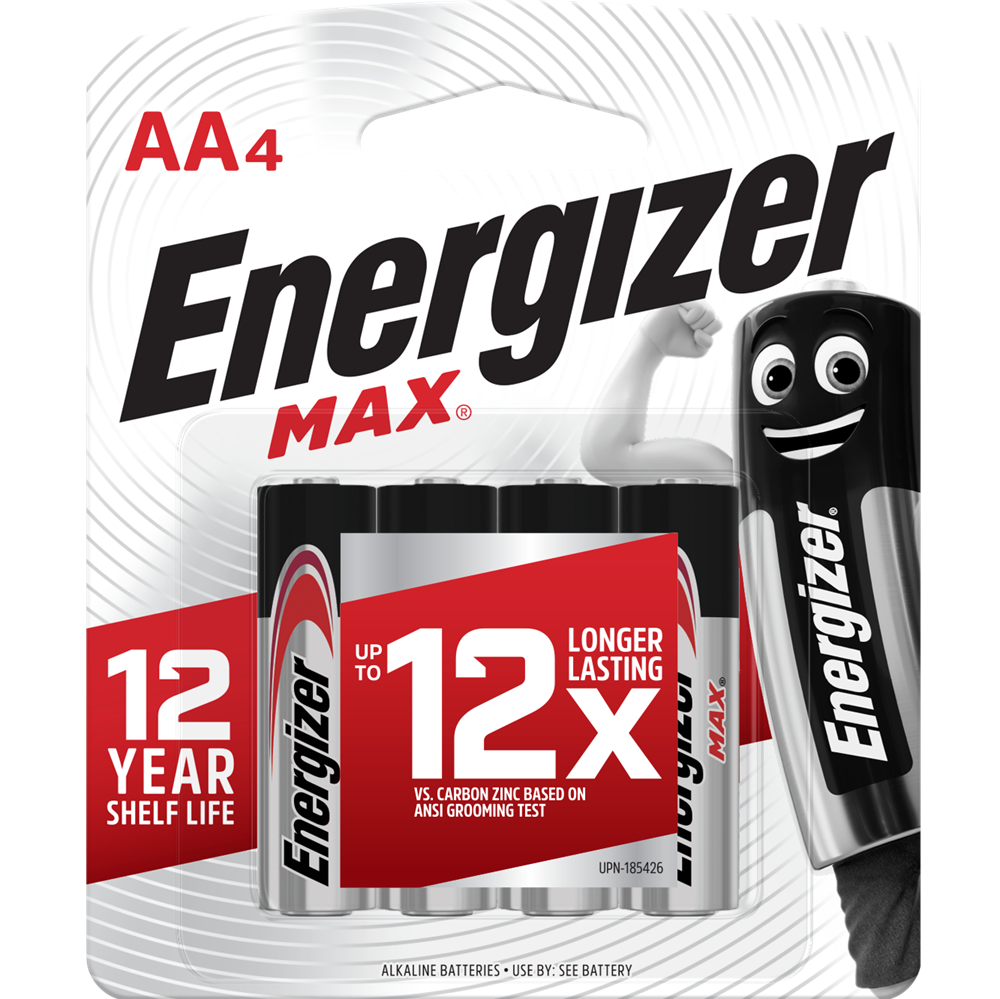 AA4
Energizer
MAX®
Energizer®
12
YEAR
SHELF LIFE
Energizer
UP
TO
12x
LONGER
LASTING
VS. CARBON ZINC BASED ON
ANSI GROOMING TEST
UPN-185426
Energizer
MAX®
ALKALINE BATTERIES • USE BY: SEE BATTERY